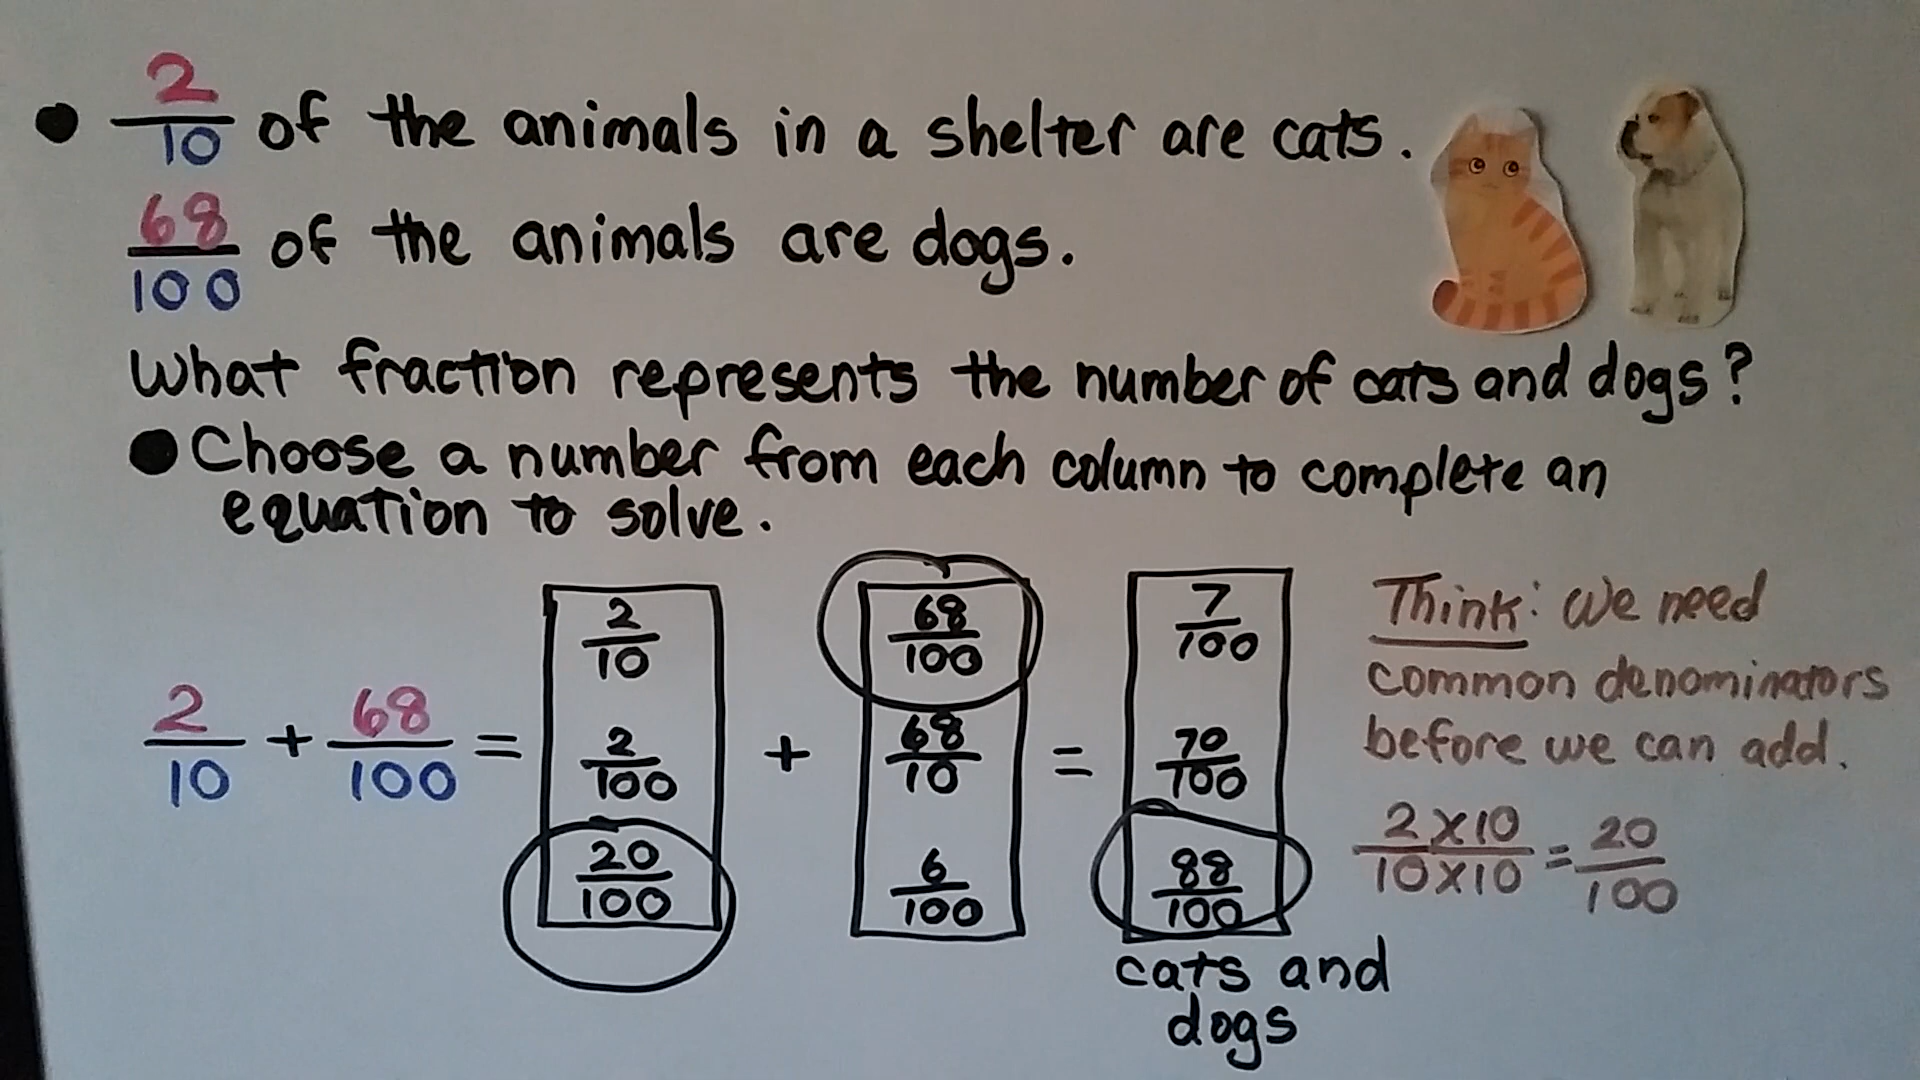 ● 2/10 of the animals in a shelter are cats.
68/100 of the animals are dogs.
What fraction represents the number of cats and dogs?
● Choose a number from each column to complete an
equation to solve.
2/10 + 68/100 =
2/10
2/100
20/100
+
68/100
68/10
6/100
=
7/100
70/100
88/100
cats and
dogs
Think: We need
common denominators
before we can add.
2×10/10×10 = 20/100